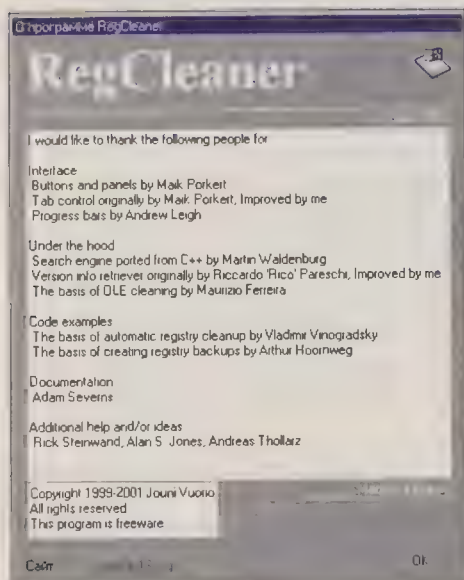 О программе RegCleaner
RegCleaner
I would like to thank the following people for
Interface
Buttons and panels by Maik Porkert
Tab control originally by Maik Porkert, Improved by me
Progress bars by Andrew Leigh
Under the hood
Search engine ported from C++ by Martin Waldenburg
Version info retriever originally by Riccardo 'Rico' Pareschi, Improved by me
The basis of OLE cleaning by Maurizio Ferreira
Code examples
The basis of automatic registry cleanup by Vladimir Vinogradsky
The basis of creating registry backups by Arthur Hoornweg
Documentation
Adam Severns
Additional help and/or ideas
Rick Steinwand, Alan S. Jones, Andreas Thollarz
Copyright 1999-2001 Jouni Vuorio
All rights reserved
This program is freeware
Сайт
Ok